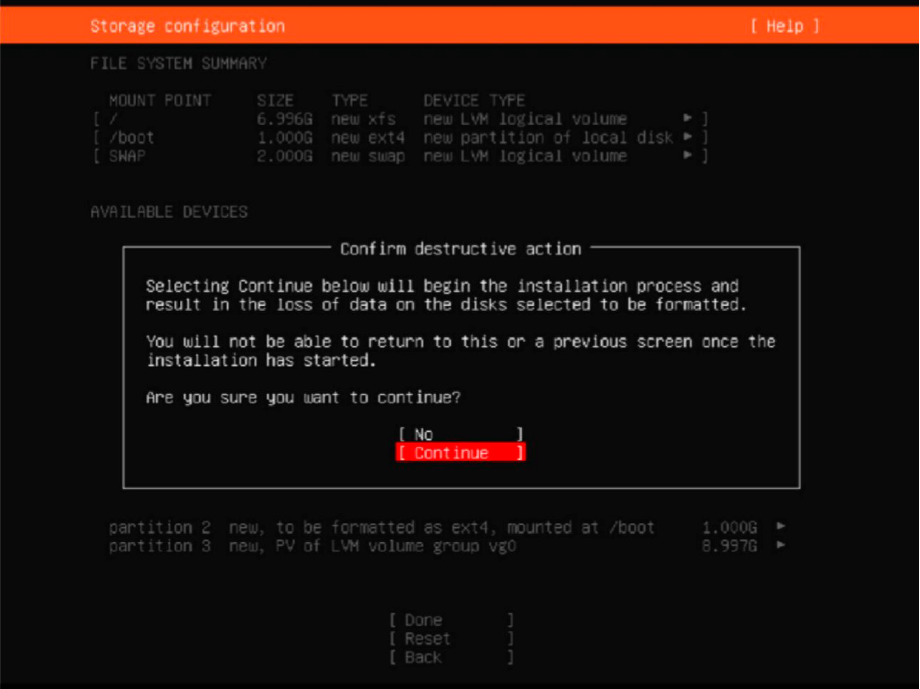 Storage configuration [ Help ]
FILE SYSTEM SUMMARY
MOUNT POINT SIZE TYPE DEVICE TYPE
[ / 6.996G new xfs new LVM logical volume ▸ ]
[ /boot 1.000G new ext4 new partition of local disk ▸ ]
[ SWAP 2.000G new swap new LVM logical volume ▸ ]
AVAILABLE DEVICES
Confirm destructive action
Selecting Continue below will begin the installation process and
result in the loss of data on the disks selected to be formatted.
You will not be able to return to this or a previous screen once the
installation has started.
Are you sure you want to continue?
[ No ]
[ Continue ]
partition 2 new, to be formatted as ext4, mounted at /boot 1.000G ▸
partition 3 new, PV of LVM volume group vg0 8.997G ▸
[ Done ]
[ Reset ]
[ Back ]